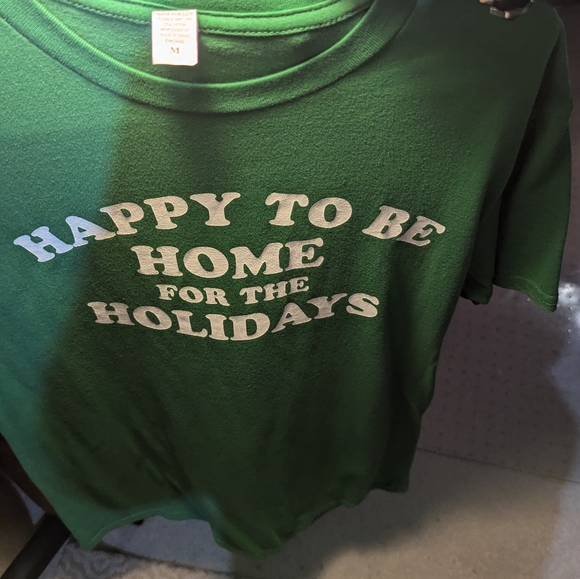 M
HAPPY TO BE
HOME
FOR THE
HOLIDAYS